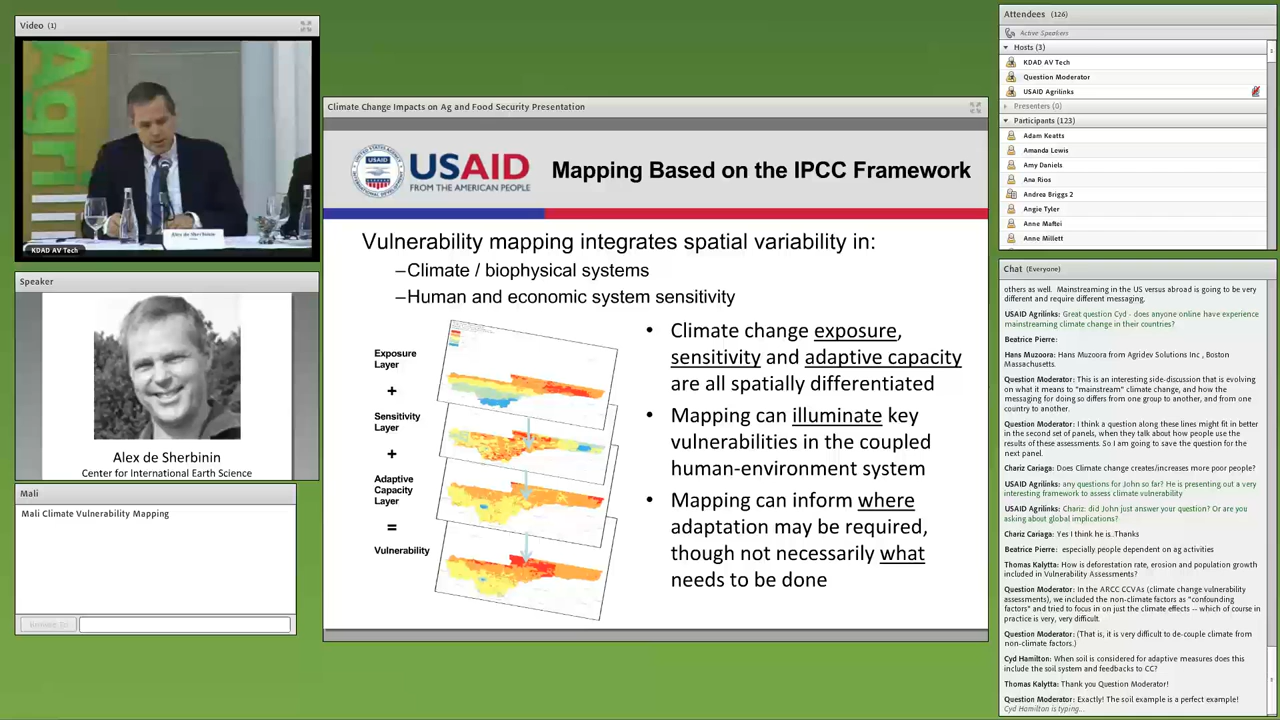 Video (1)
Agril
Alex de Sherbinin
KDAD AV Tech
Speaker
Alex de Sherbinin
Center for International Earth Science
Mali
Mali Climate Vulnerability Mapping
Browse To
Climate Change Impacts on Ag and Food Security Presentation
USAID
USAID
FROM THE AMERICAN PEOPLE
Mapping Based on the IPCC Framework
Vulnerability mapping integrates spatial variability in:
–Climate / biophysical systems
–Human and economic system sensitivity
Exposure
Layer
+
Sensitivity
Layer
+
Adaptive
Capacity
Layer
=
Vulnerability
• Climate change exposure,
sensitivity and adaptive capacity
are all spatially differentiated
• Mapping can illuminate key
vulnerabilities in the coupled
human-environment system
• Mapping can inform where
adaptation may be required,
though not necessarily what
needs to be done
Attendees (126)
Active Speakers
Hosts (3)
KDAD AV Tech
Question Moderator
USAID Agrilinks
Presenters (0)
Participants (123)
Adam Keatts
Amanda Lewis
Amy Daniels
Ana Rios
Andrea Briggs 2
Angie Tyler
Anne Maftei
Anne Millett
Chat (Everyone)
others as well. Mainstreaming in the US versus abroad is going to be very
different and require different messaging.
USAID Agrilinks: Great question Cyd - does anyone online have experience
mainstreaming climate change in their countries?
Beatrice Pierre:
Hans Muzoora: Hans Muzoora from Agridev Solutions Inc , Boston
Massachusetts.
Question Moderator: This is an interesting side-discussion that is evolving
on what it means to "mainstream" climate change, and how the
messaging for doing so differs from one group to another, and from one
country to another.
Question Moderator: I think a question along these lines might fit in better
in the second set of panels, when they talk about how people use the
results of these assessments. So I am going to save the question for the
next panel.
Chariz Cariaga: Does Climate change creates/increases more poor people?
USAID Agrilinks: any questions for John so far? He is presenting out a very
interesting framework to assess climate vulnerability
USAID Agrilinks: Chariz: did John just answer your question? Or are you
asking about global implications?
Chariz Cariaga: Yes I think he is..Thanks
Beatrice Pierre: especially people dependent on ag activities
Thomas Kalytta: How is deforestation rate, erosion and population growth
included in Vulnerability Assessments?
Question Moderator: In the ARCC CCVAs (climate change vulnerability
assessments), we included the non-climate factors as "confounding
factors" and tried to focus in on just the climate effects -- which of course in
practice is very, very difficult.
Question Moderator: (That is, it is very difficult to de-couple climate from
non-climate factors.)
Cyd Hamilton: When soil is considered for adaptive measures does this
include the soil system and feedbacks to CC?
Thomas Kalytta: Thank you Question Moderator!
Question Moderator: Exactly! The soil example is a perfect example!
Cyd Hamilton is typing...